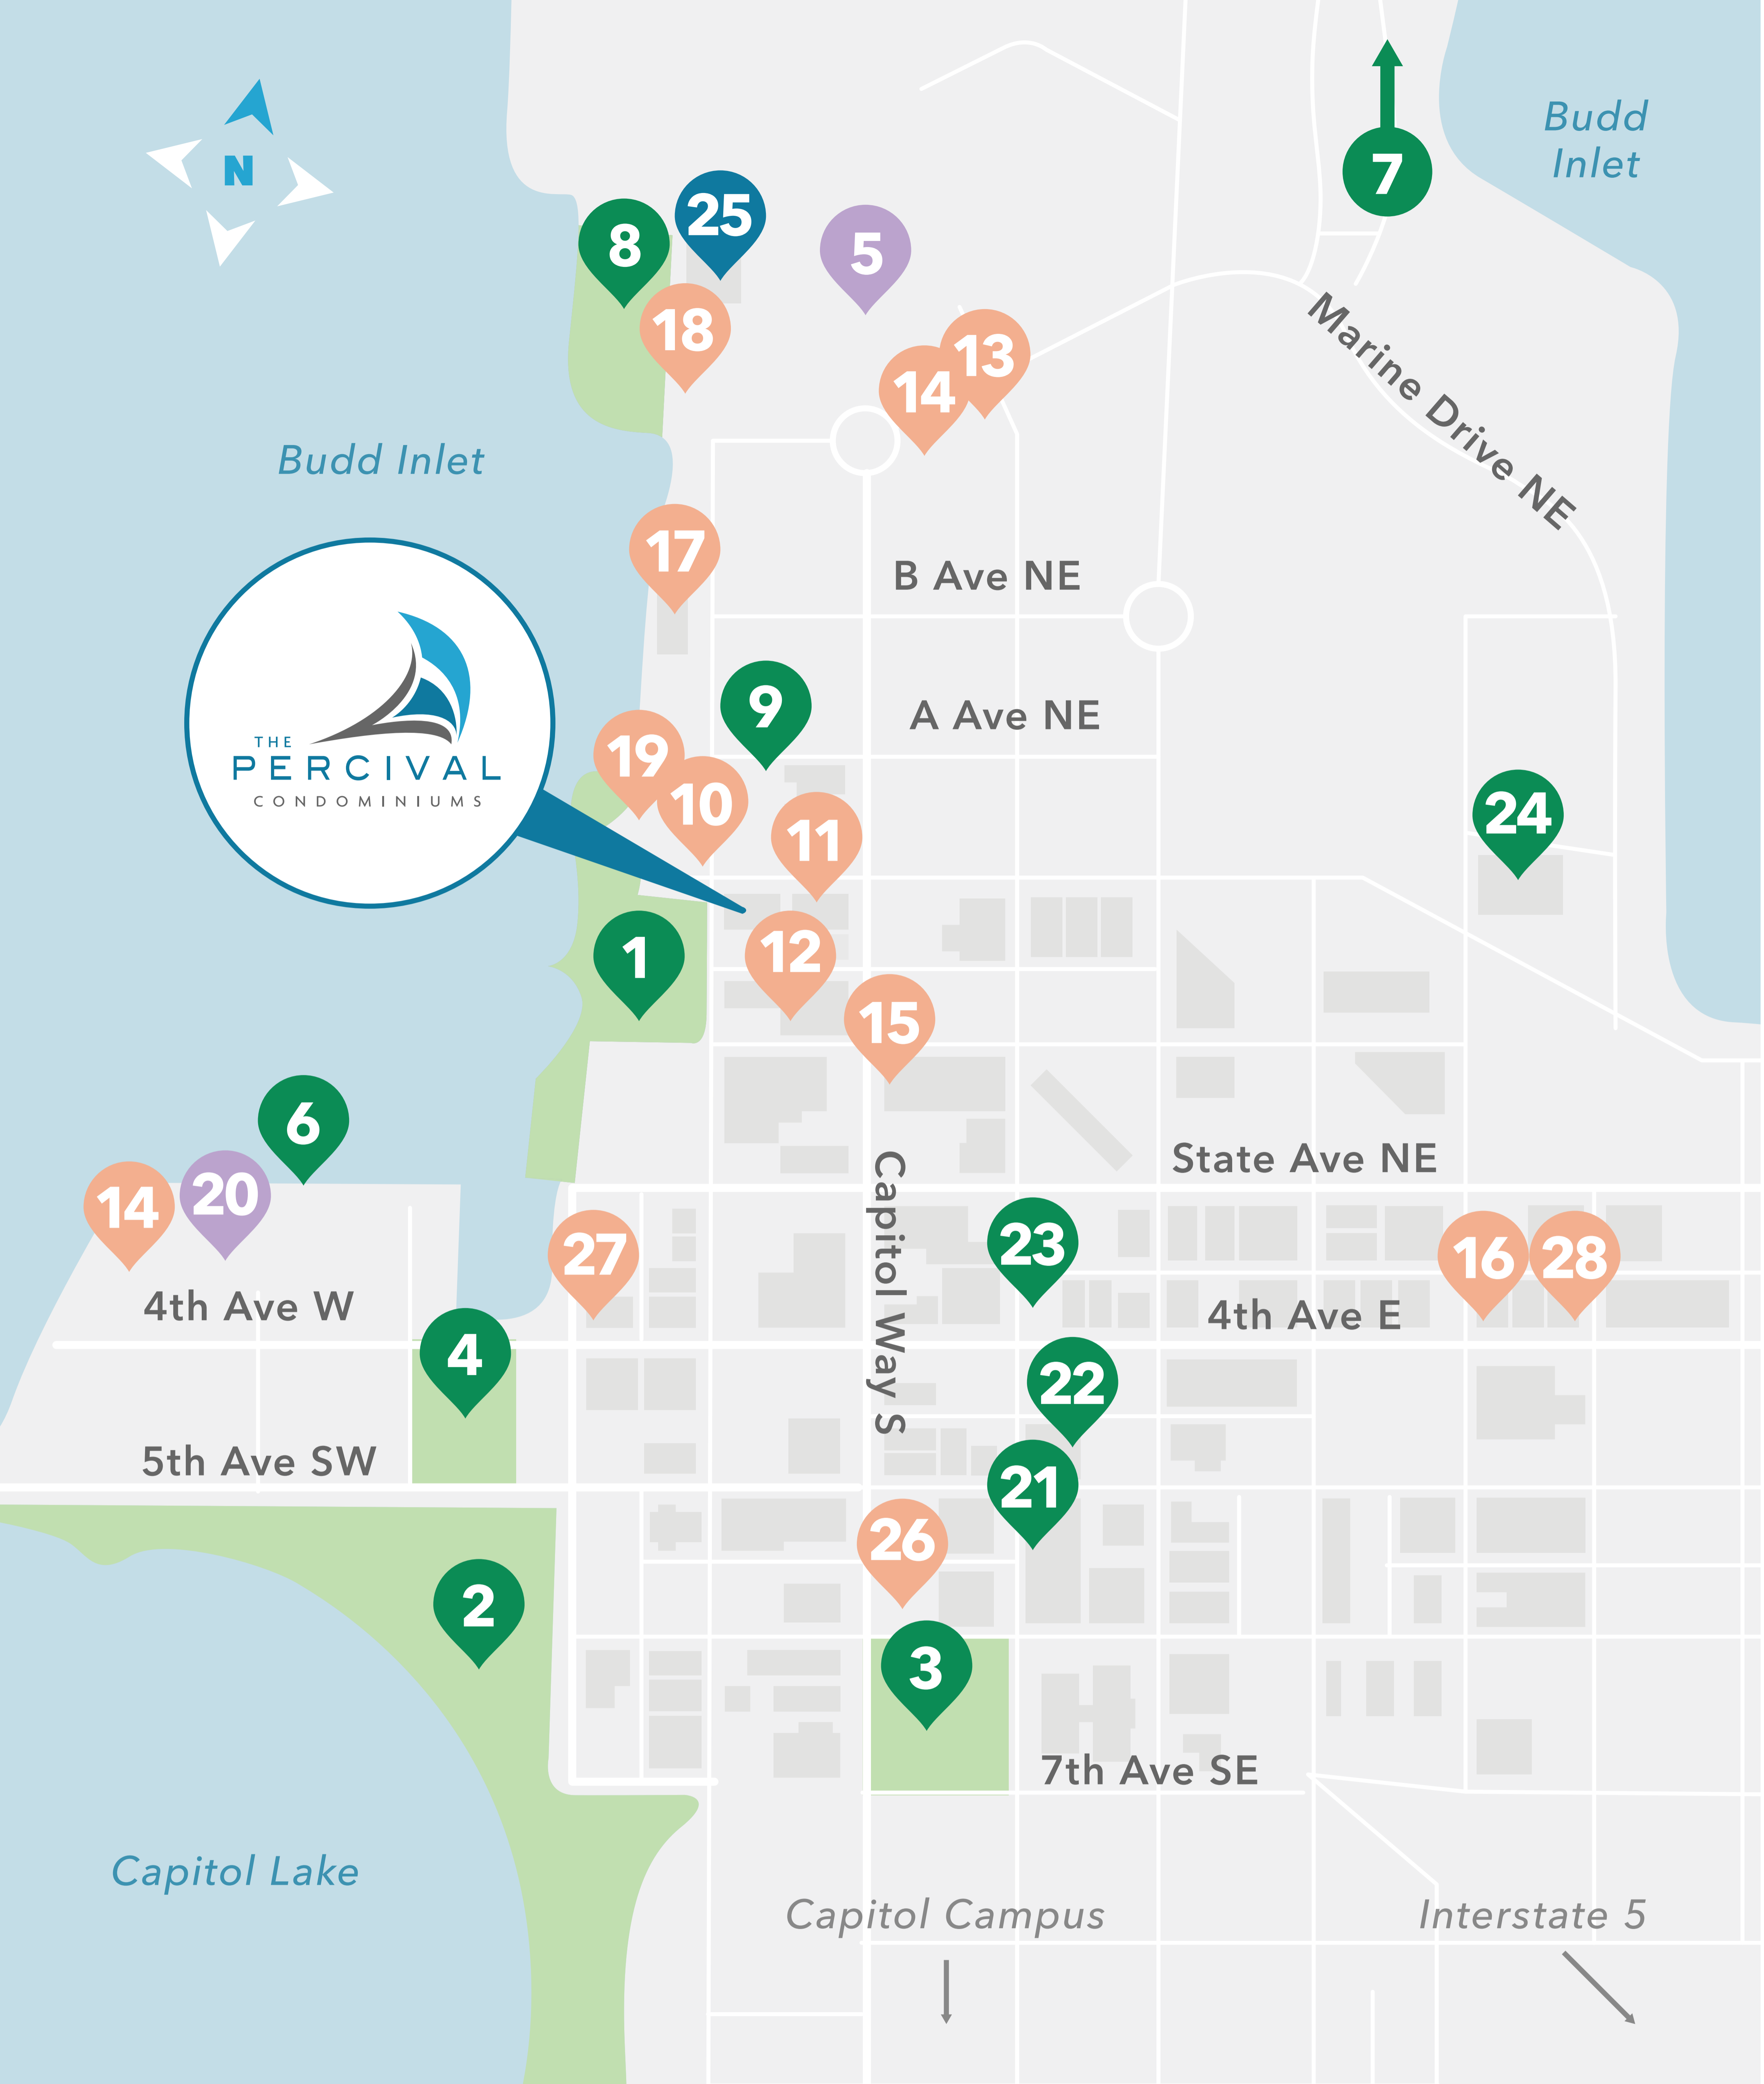 N
Budd
Inlet
7
8
25
5
18
13
14
Marine Drive NE
Budd Inlet
17
B Ave NE
THE
PERCIVAL
CONDOMINIUMS
9
A Ave NE
19
10
11
24
1
12
15
6
14
20
State Ave NE
Capitol Way S
27
23
16
28
4th Ave W
4th Ave E
4
22
5th Ave SW
21
26
2
3
7th Ave SE
Capitol Lake
Capitol Campus
Interstate 5